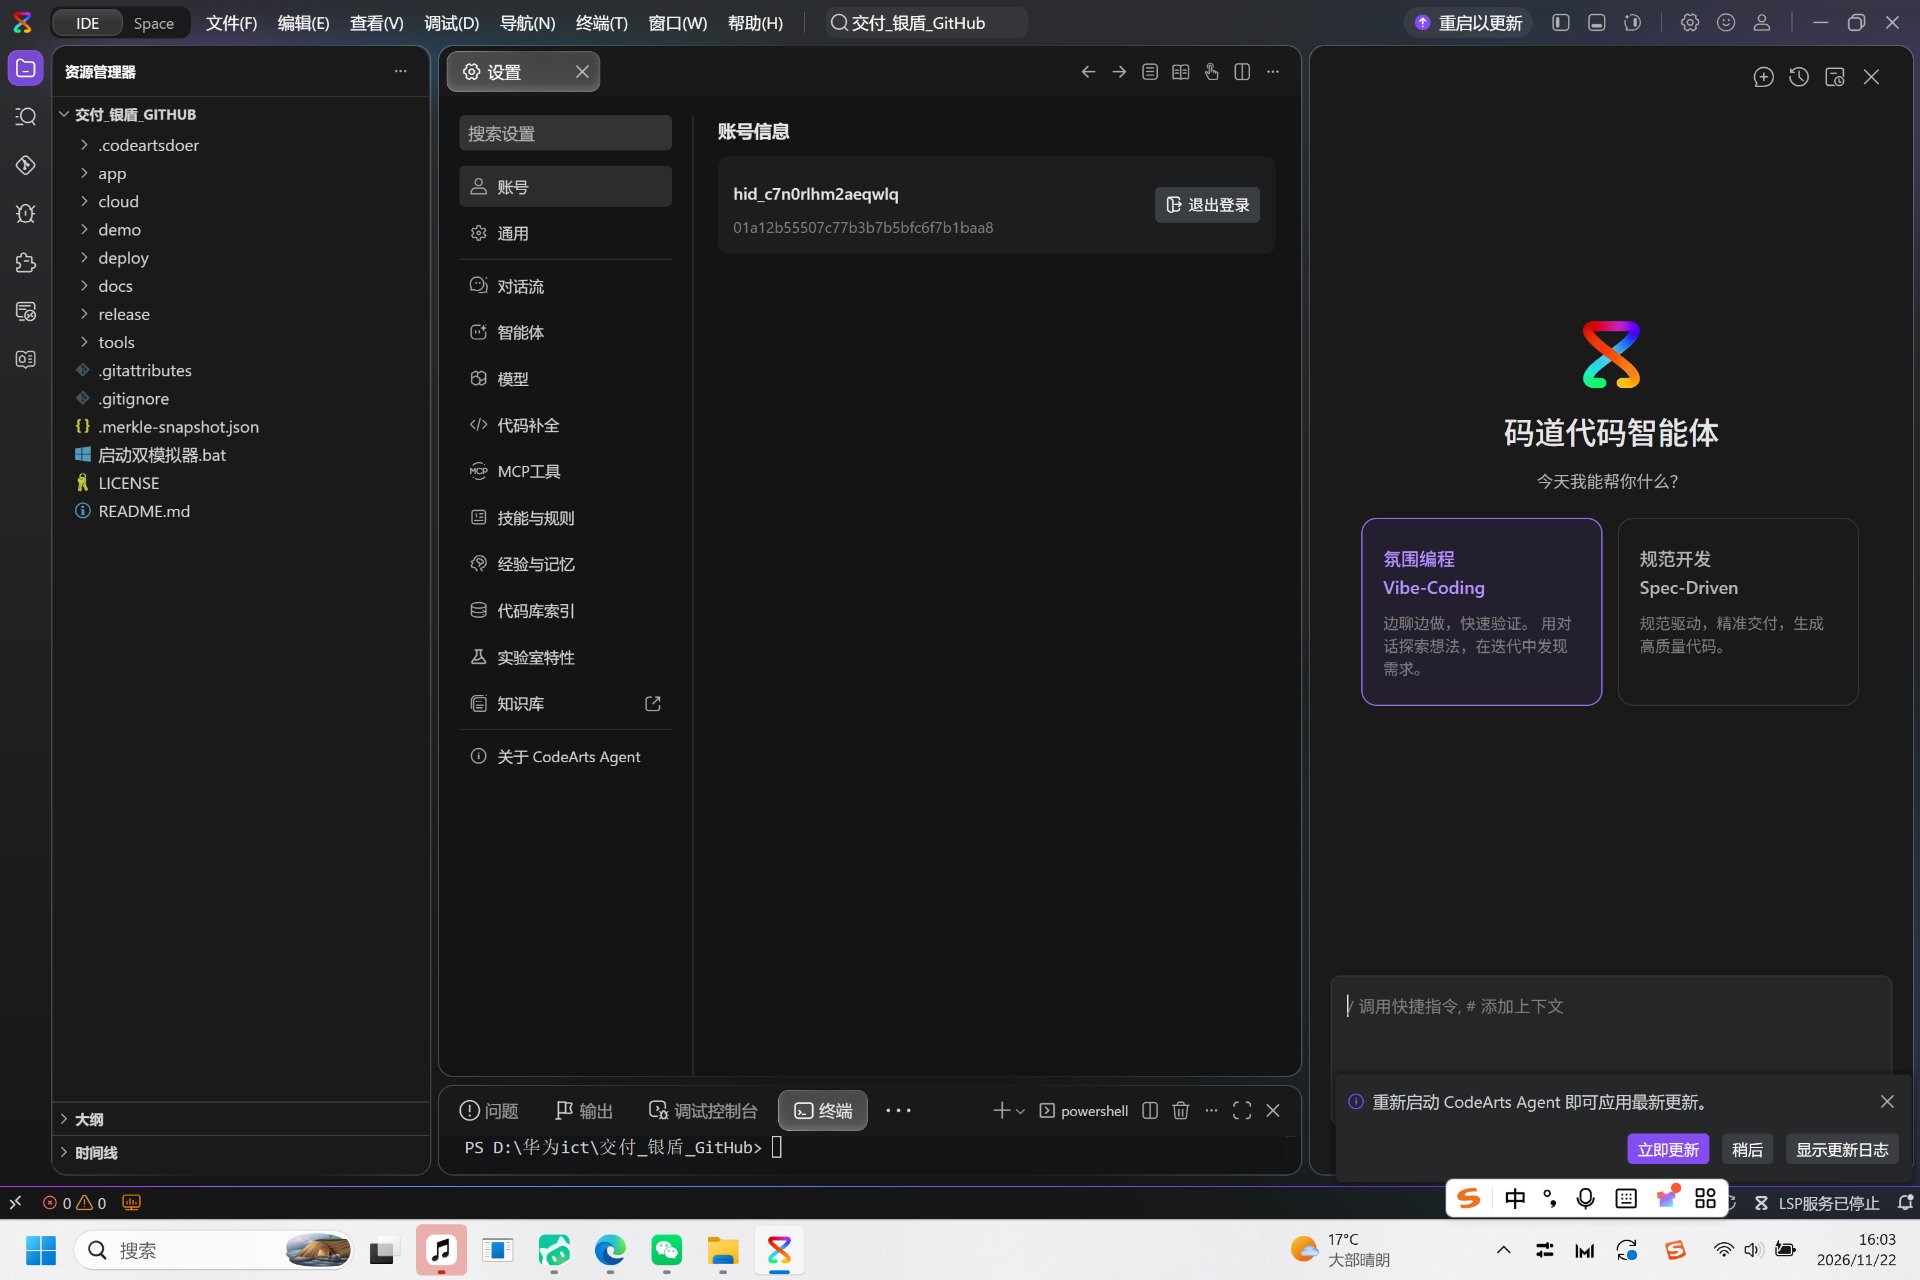 IDE
Space
文件(F)
编辑(E)
查看(V)
调试(D)
导航(N)
终端(T)
窗口(W)
帮助(H)
交付_银盾_GitHub
重启以更新
资源管理器
交付_银盾_GITHUB
.codeartsdoer
app
cloud
demo
deploy
docs
release
tools
.gitattributes
.gitignore
.merkle-snapshot.json
启动双模拟器.bat
LICENSE
README.md
大纲
时间线
设置
搜索设置
账号
通用
对话流
智能体
模型
代码补全
MCP工具
技能与规则
经验与记忆
代码库索引
实验室特性
知识库
关于 CodeArts Agent
账号信息
hid_c7n0rlhm2aeqwlq
01a12b55507c77b3b7b5bfc6f7b1baa8
退出登录
问题
输出
调试控制台
终端
powershell
PS D:\华为ict\交付_银盾_GitHub>
码道代码智能体
今天我能帮你什么？
氛围编程
Vibe-Coding
边聊边做，快速验证。用对
话探索想法，在迭代中发现
需求。
规范开发
Spec-Driven
规范驱动，精准交付，生成
高质量代码。
/ 调用快捷指令, # 添加上下文
重新启动 CodeArts Agent 即可应用最新更新。
立即更新
稍后
显示更新日志
0
0
中
LSP服务已停止
搜索
17°C
大部晴朗
16:03
2026/11/22